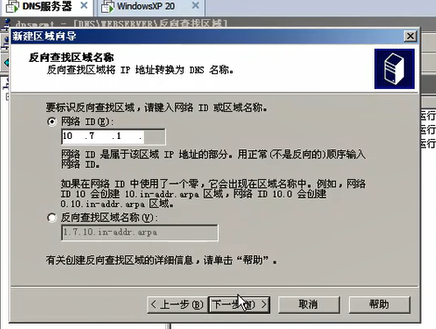 DNS服务器
WindowsXP 20
dnsmgmt - [DNS\WEBSERVER\反向查找区域]
新建区域向导
反向查找区域名称
反向查找区域将 IP 地址转换为 DNS 名称。
要标识反向查找区域，请键入网络 ID 或区域名称。
网络 ID(E):
10 .7 .1 .
网络 ID 是属于该区域 IP 地址的部分。用正常(不是反向的)顺序输入
网络 ID。
如果在网络 ID 中使用了一个零，它会出现在区域名称中。例如，网络
ID 10 会创建 10.in-addr.arpa 区域，网络 ID 10.0 会创建
0.10.in-addr.arpa 区域。
反向查找区域名称(V):
1.7.10.in-addr.arpa
有关创建反向查找区域的详细信息，请单击“帮助”。
< 上一步(B)
下一步(N) >
取消
帮助
运行
运行
运行